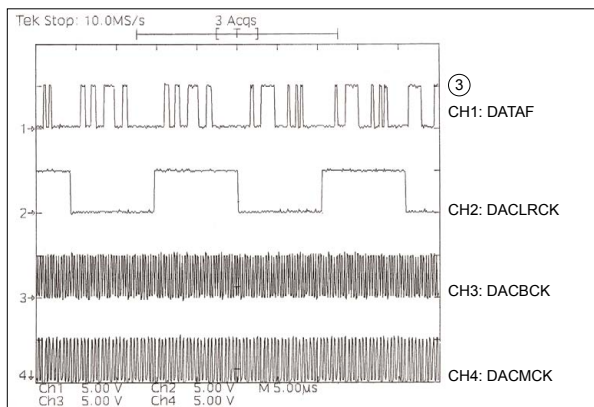 Tek Stop: 10.0MS/s 3 Acqs
3
CH1: DATAF
1
CH2: DACLRCK
2
CH3: DACBCK
3
CH4: DACMCK
4
Ch1 5.00 V Ch2 5.00 V M 5.00µs
Ch3 5.00 V Ch4 5.00 V